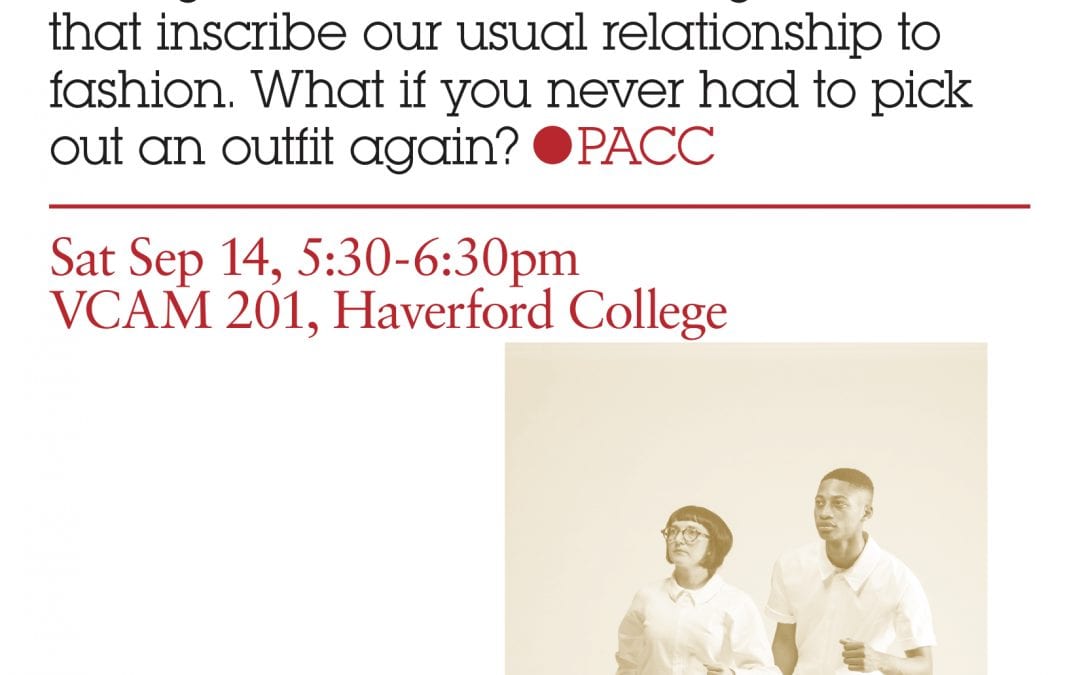 that inscribe our usual relationship to
fashion. What if you never had to pick
out an outfit again? ●PACC
Sat Sep 14, 5:30-6:30pm
VCAM 201, Haverford College